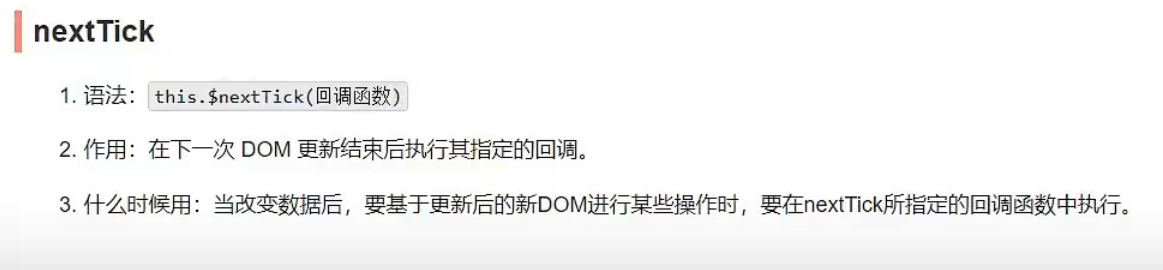 nextTick
1. 语法：this.$nextTick(回调函数)
2. 作用：在下一次 DOM 更新结束后执行其指定的回调。
3. 什么时候用：当改变数据后，要基于更新后的新DOM进行某些操作时，要在nextTick所指定的回调函数中执行。